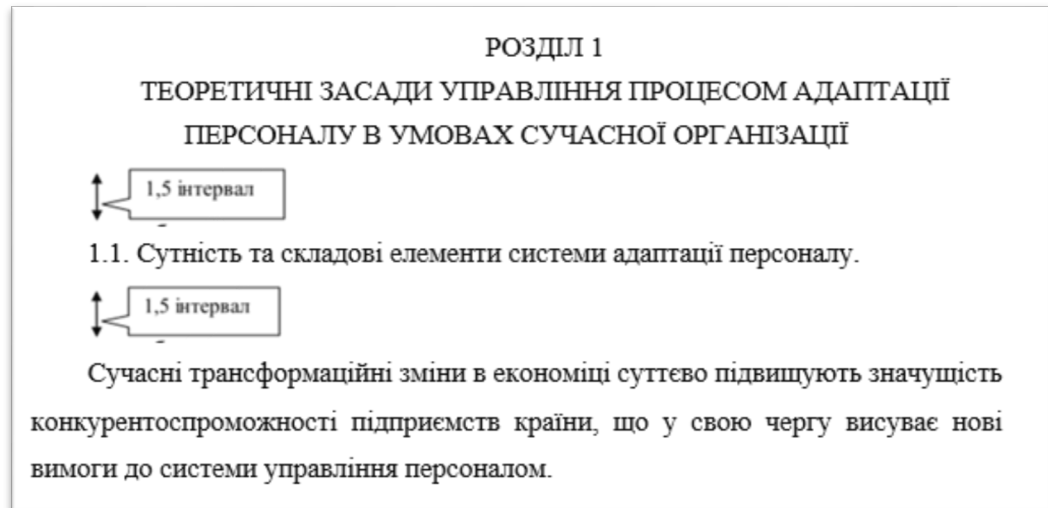 РОЗДІЛ 1
ТЕОРЕТИЧНІ ЗАСАДИ УПРАВЛІННЯ ПРОЦЕСОМ АДАПТАЦІЇ
ПЕРСОНАЛУ В УМОВАХ СУЧАСНОЇ ОРГАНІЗАЦІЇ
1,5 інтервал
1.1. Сутність та складові елементи системи адаптації персоналу.
1,5 інтервал
Сучасні трансформаційні зміни в економіці суттєво підвищують значущість
конкурентоспроможності підприємств країни, що у свою чергу висуває нові
вимоги до системи управління персоналом.